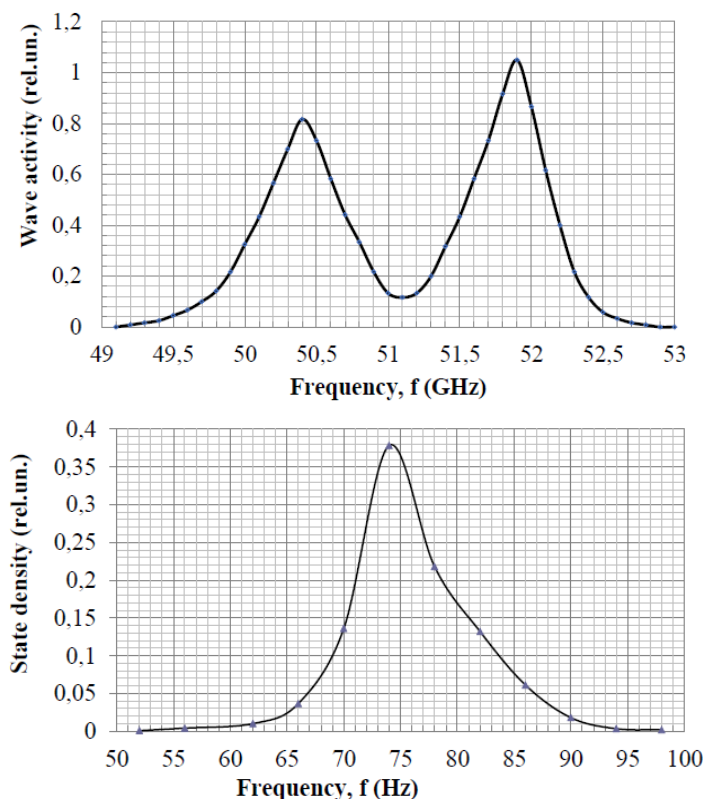 Wave activity (rel.un.)
1,2
1
0,8
0,6
0,4
0,2
0
49 49,5 50 50,5 51 51,5 52 52,5 53
Frequency, f (GHz)
State density (rel.un.)
0,4
0,35
0,3
0,25
0,2
0,15
0,1
0,05
0
50 55 60 65 70 75 80 85 90 95 100
Frequency, f (Hz)